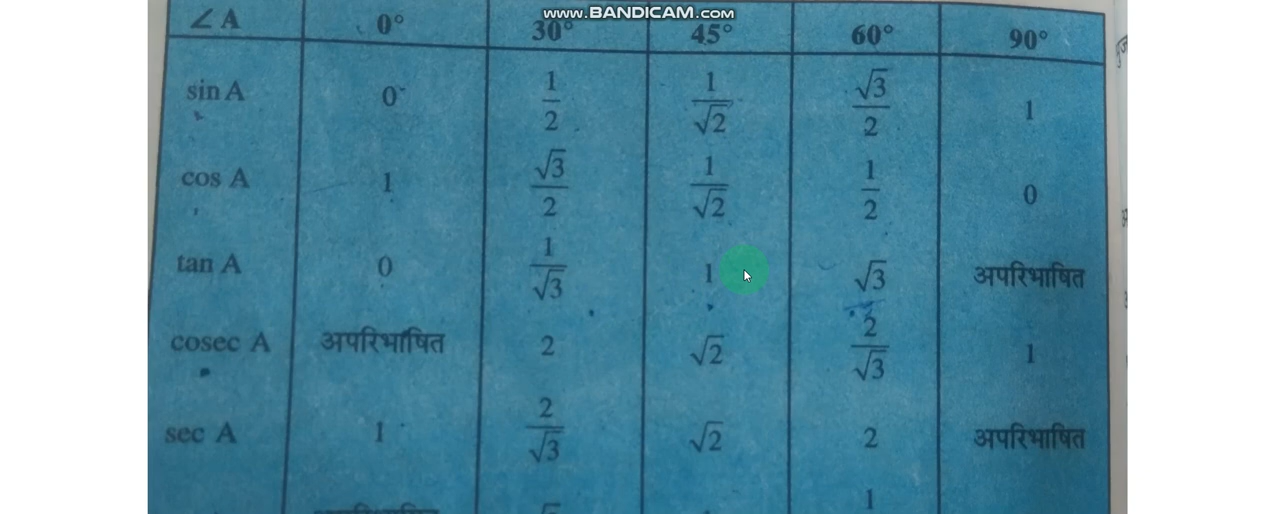 www.BANDICAM.com
∠A 0° 30° 45° 60° 90°
sin A 0 1/2 1/√2 √3/2 1
cos A 1 √3/2 1/√2 1/2 0
tan A 0 1/√3 1 √3 अपरिभाषित
cosec A अपरिभाषित 2 √2 2/√3 1
sec A 1 2/√3 √2 2 अपरिभाषित